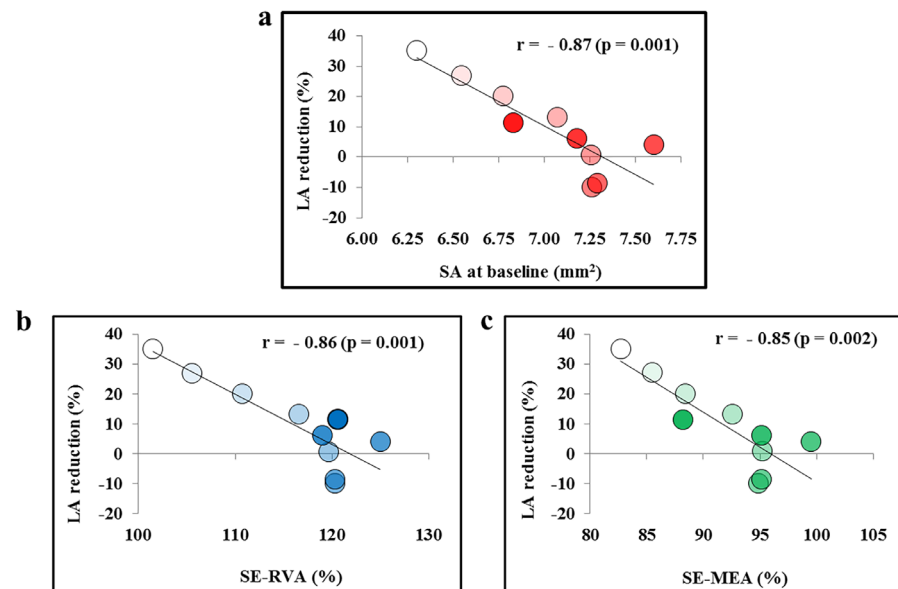 a
r = - 0.87 (p = 0.001)
LA reduction (%)
40
30
20
10
0
-10
-20
6.00 6.25 6.50 6.75 7.00 7.25 7.50 7.75
SA at baseline (mm²)
b
r = - 0.86 (p = 0.001)
LA reduction (%)
40
30
20
10
0
-10
-20
100 110 120 130
SE-RVA (%)
c
r = - 0.85 (p = 0.002)
LA reduction (%)
40
30
20
10
0
-10
-20
80 85 90 95 100 105
SE-MEA (%)